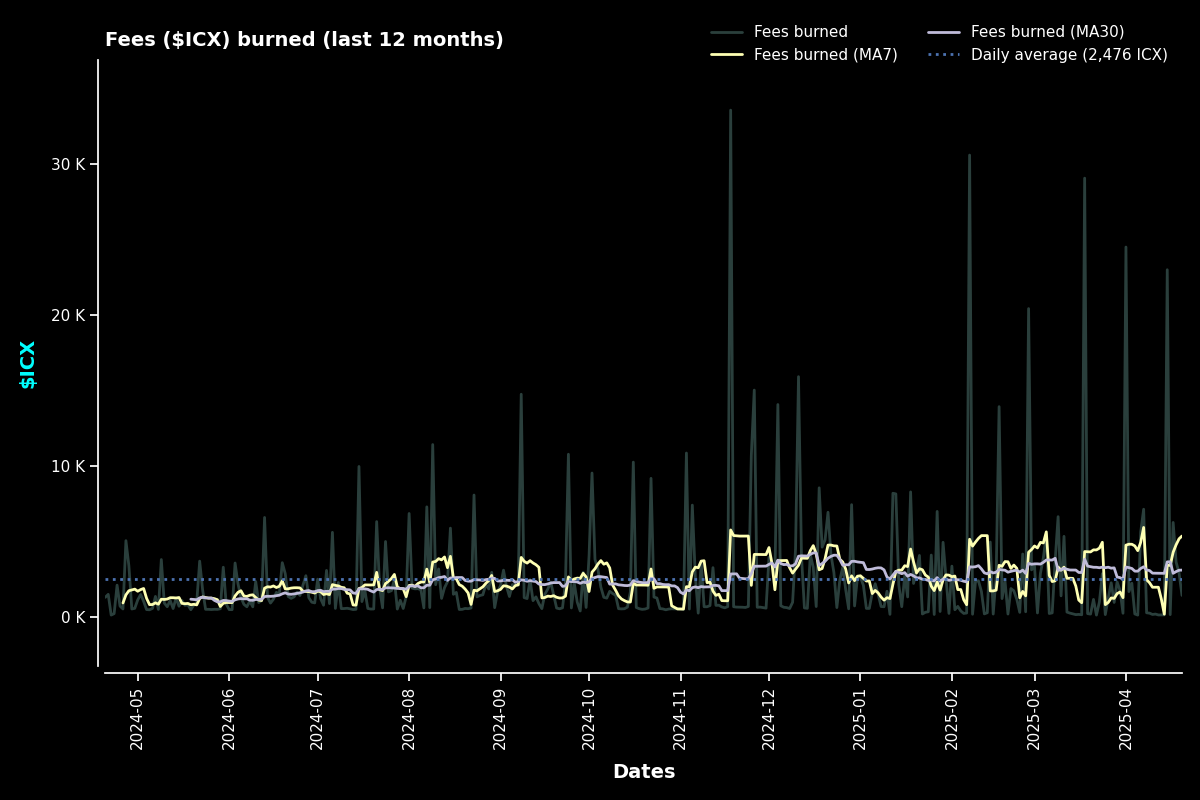 Fees ($ICX) burned (last 12 months)
Fees burned
Fees burned (MA7)
Fees burned (MA30)
Daily average (2,476 ICX)
$ICX
30 K
20 K
10 K
0 K
2024-05
2024-06
2024-07
2024-08
2024-09
2024-10
2024-11
2024-12
2025-01
2025-02
2025-03
2025-04
Dates